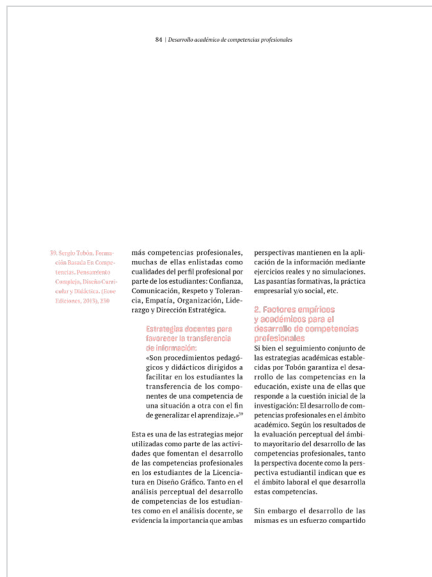 84 | Desarrollo académico de competencias profesionales
39. Sergio Tobón, Forma-
ción Basada En Compe-
tencias. Pensamiento
Complejo, Diseño Curri-
cular y Didáctica. (Ecoe
Ediciones, 2013), 198
más competencias profesionales,
muchas de ellas enlistadas como
cualidades del perfil profesional por
parte de los estudiantes: Confianza,
Comunicación, Respeto y Toleran-
cia, Empatía, Organización, Lide-
razgo y Dirección Estratégica.
Estrategias docentes para
favorecer la transferencia
de información:
«Son procedimientos pedagó-
gicos y didácticos dirigidos a
facilitar en los estudiantes la
transferencia de los compo-
nentes de una competencia de
una situación a otra con el fin
de generalizar el aprendizaje.»³⁹
Esta es una de las estrategias mejor
utilizadas como parte de las activi-
dades que fomentan el desarrollo
de las competencias profesionales
en los estudiantes de la Licencia-
tura en Diseño Gráfico. Tanto en el
análisis perceptual del desarrollo
de competencias de los estudian-
tes como en el análisis docente, se
evidencia la importancia que ambas
perspectivas mantienen en la apli-
cación de la información mediante
ejercicios reales y no simulaciones.
Las pasantías formativas, la práctica
empresarial y/o social, etc.
2. Factores empíricos
y académicos para el
desarrollo de competencias
profesionales
Si bien el seguimiento conjunto de
las estrategias académicas estable-
cidas por Tobón garantiza el desa-
rrollo de las competencias en la
educación, existe una de ellas que
responde a la cuestión inicial de la
investigación: El desarrollo de com-
petencias profesionales en el ámbito
académico. Según los resultados de
la evaluación perceptual del ámbi-
to mayoritario del desarrollo de las
competencias profesionales, tanto
la perspectiva docente como la pers-
pectiva estudiantil indican que es
el ámbito laboral el que desarrolla
estas competencias.
Sin embargo el desarrollo de las
mismas es un esfuerzo compartido